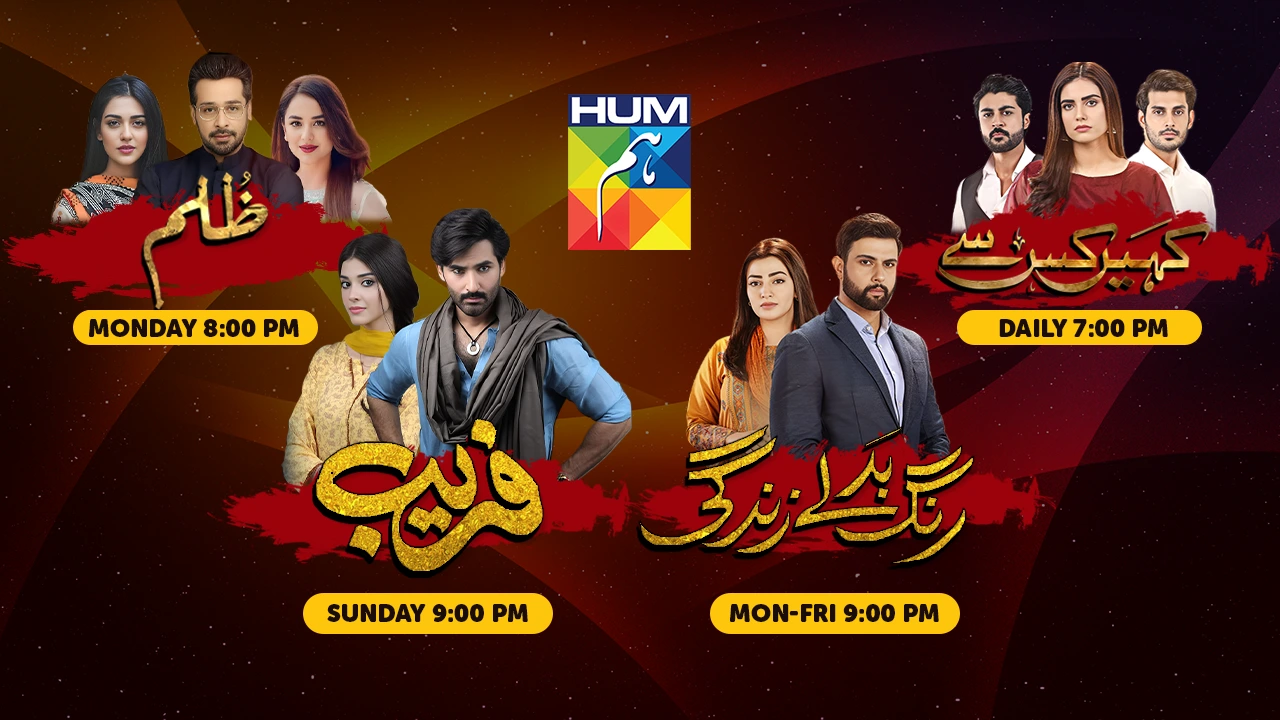 HUM
ہم
ظُلم
MONDAY 8:00 PM
کہیں کس سے
DAILY 7:00 PM
فریب
SUNDAY 9:00 PM
رنگ بدلے زندگی
MON-FRI 9:00 PM